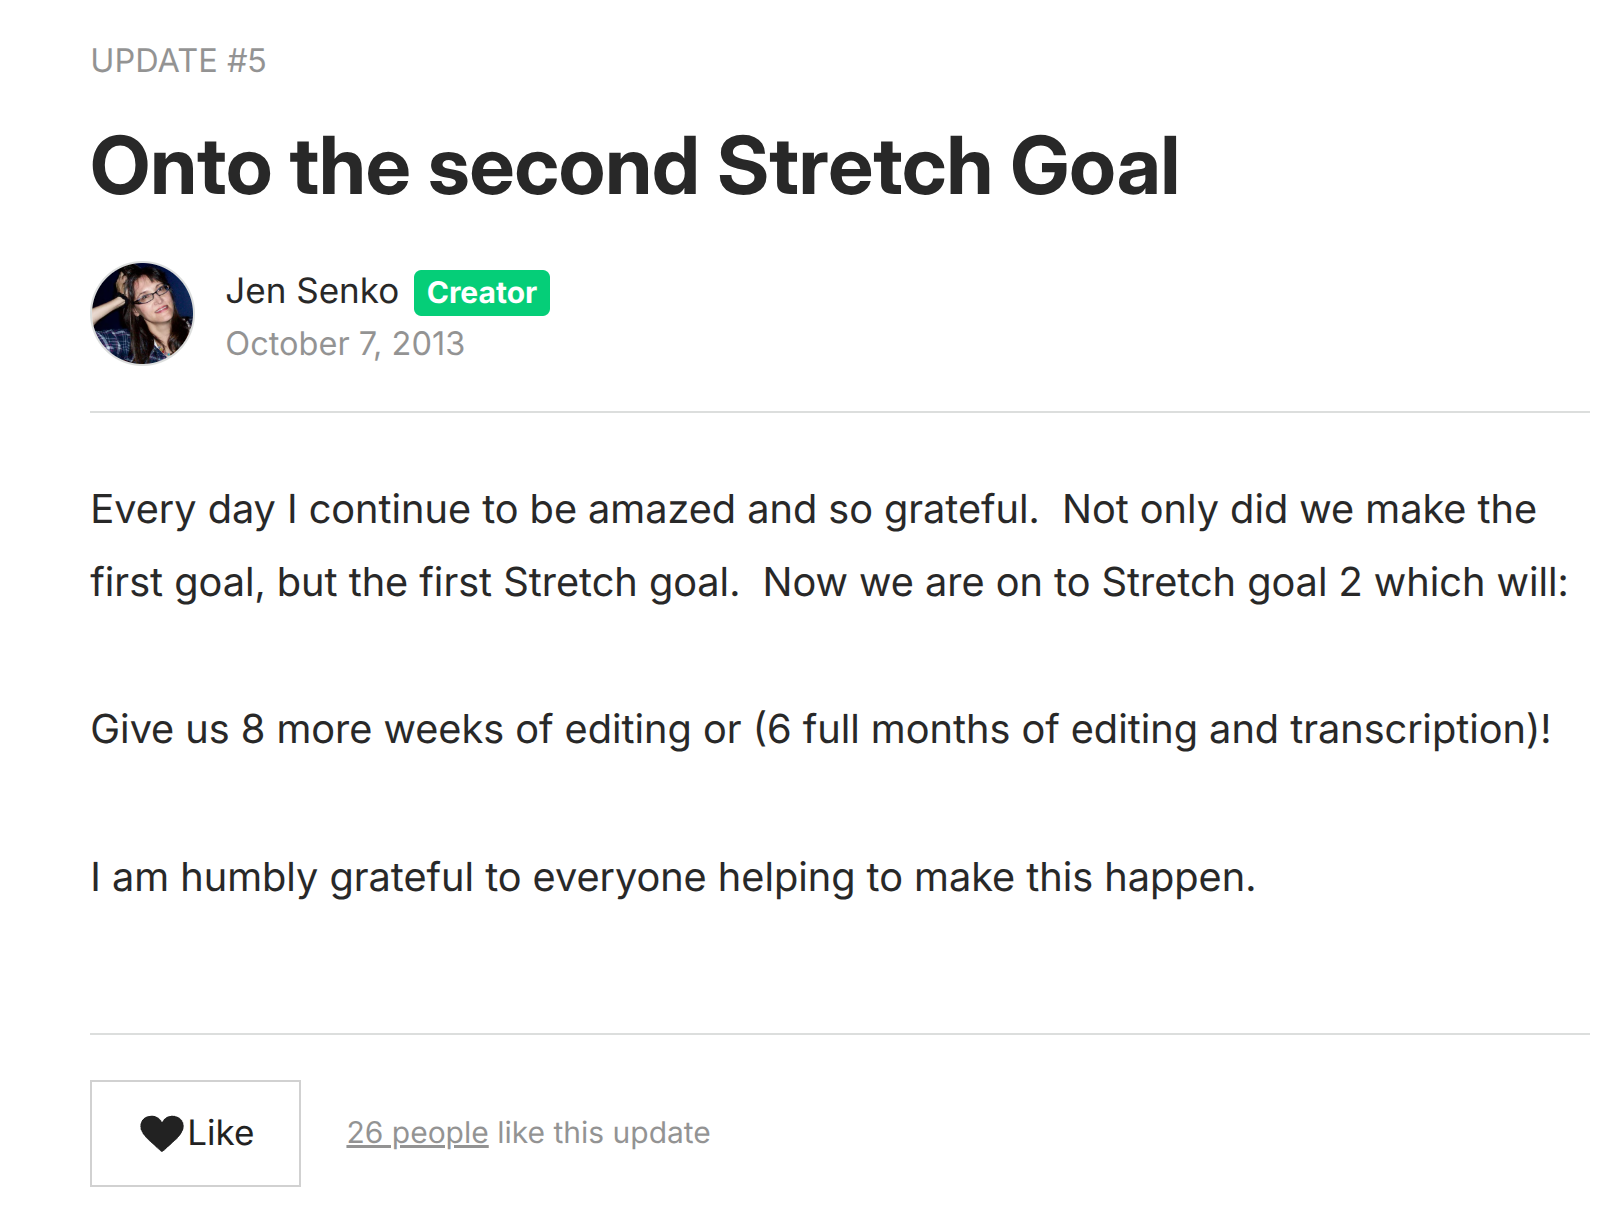 UPDATE #5
Onto the second Stretch Goal
Jen Senko Creator
October 7, 2013
Every day I continue to be amazed and so grateful.  Not only did we make the
first goal, but the first Stretch goal.  Now we are on to Stretch goal 2 which will:
Give us 8 more weeks of editing or (6 full months of editing and transcription)!
I am humbly grateful to everyone helping to make this happen.
Like
26 people like this update